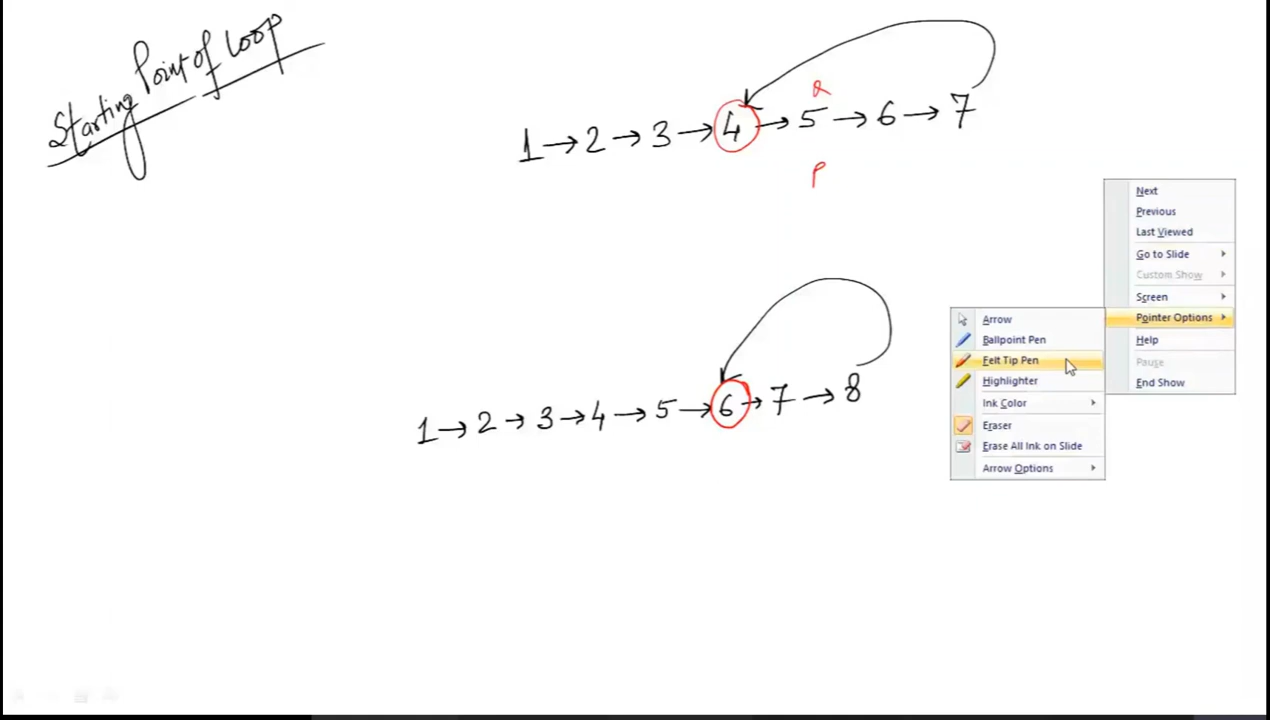 Starting Point of Loop
Q
1 → 2 → 3 → 4 → 5 → 6 → 7
P
1 → 2 → 3 → 4 → 5 → 6 → 7 → 8
Next
Previous
Last Viewed
Go to Slide
Custom Show
Screen
Pointer Options
Help
Pause
End Show
Arrow
Ballpoint Pen
Felt Tip Pen
Highlighter
Ink Color
Eraser
Erase All Ink on Slide
Arrow Options